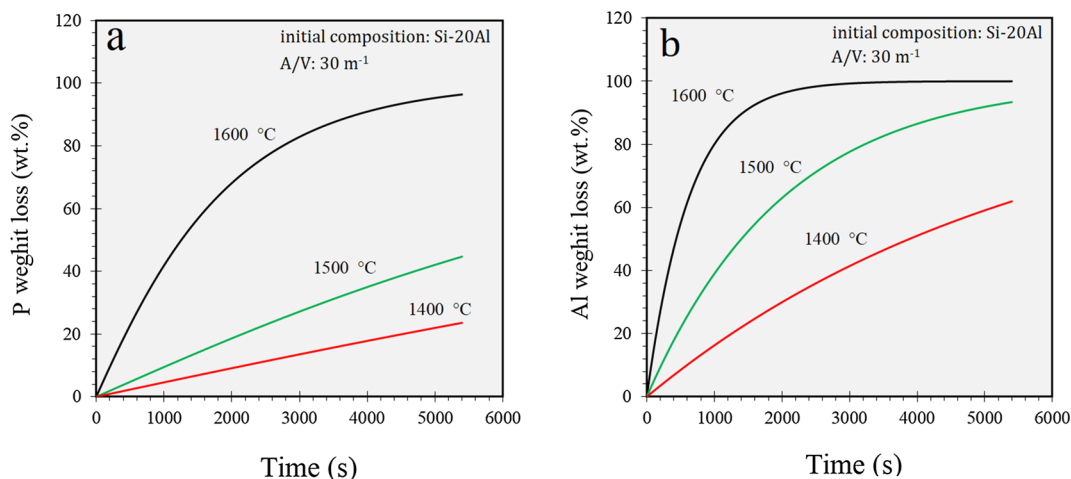 a
initial composition: Si-20Al
A/V: 30 m⁻¹
1600 °C
1500 °C
1400 °C
P weghit loss (wt.%)
120
100
80
60
40
20
0
0 1000 2000 3000 4000 5000 6000
Time (s)
b
initial composition: Si-20Al
A/V: 30 m⁻¹
1600 °C
1500 °C
1400 °C
Al weghit loss (wt.%)
120
100
80
60
40
20
0
0 1000 2000 3000 4000 5000 6000
Time (s)